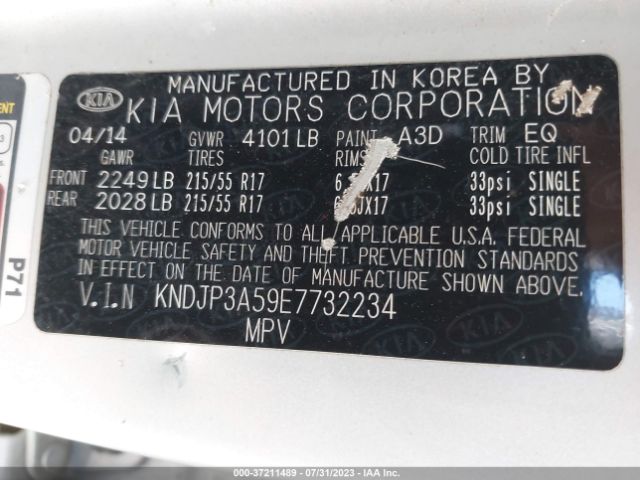 MANUFACTURED IN KOREA BY
KIA KIA MOTORS CORPORATION
04/14 GVWR 4101LB PAINT A3D TRIM EQ
GAWR TIRES RIMS COLD TIRE INFL
FRONT 2249LB 215/55 R17 33psi SINGLE
REAR 2028LB 215/55 R17 33psi SINGLE
THIS VEHICLE CONFORMS TO ALL APPLICABLE U.S.A. FEDERAL
MOTOR VEHICLE SAFETY AND THEFT PREVENTION STANDARDS
IN EFFECT ON THE DATE OF MANUFACTURE SHOWN ABOVE.
V.I.N KNDJP3A59E7732234
MPV
P71
000-37211489 - 07/31/2023 - IAA, Inc.